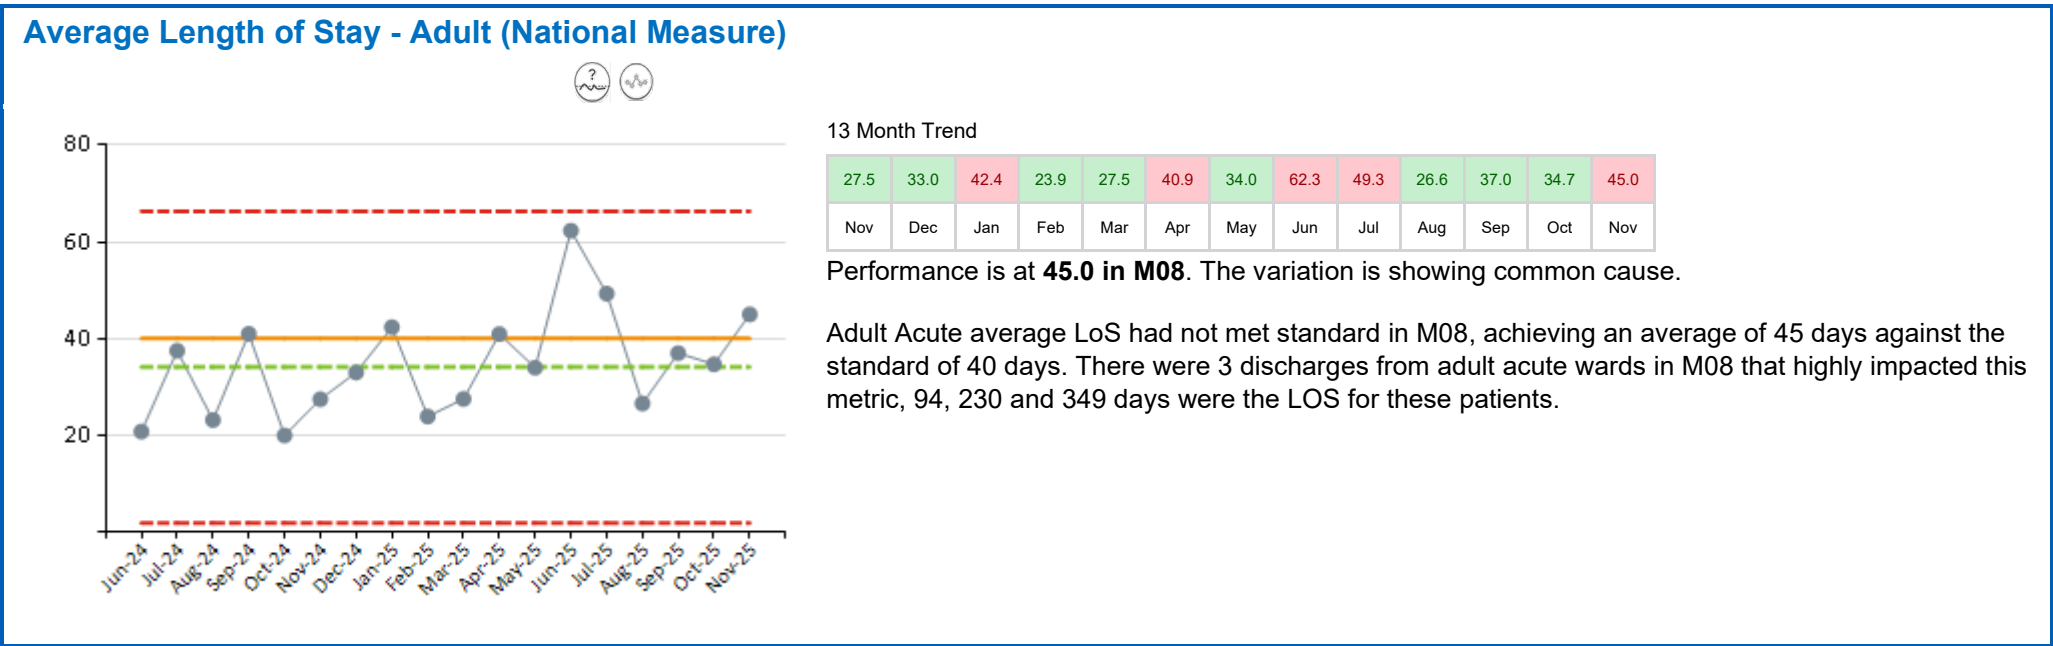 Average Length of Stay - Adult (National Measure)
?
80
60
40
20
Jun-24
Jul-24
Aug-24
Sep-24
Oct-24
Nov-24
Dec-24
Jan-25
Feb-25
Mar-25
Apr-25
May-25
Jun-25
Jul-25
Aug-25
Sep-25
Oct-25
Nov-25
13 Month Trend
27.5 33.0 42.4 23.9 27.5 40.9 34.0 62.3 49.3 26.6 37.0 34.7 45.0
Nov Dec Jan Feb Mar Apr May Jun Jul Aug Sep Oct Nov
Performance is at 45.0 in M08. The variation is showing common cause.
Adult Acute average LoS had not met standard in M08, achieving an average of 45 days against the
standard of 40 days. There were 3 discharges from adult acute wards in M08 that highly impacted this
metric, 94, 230 and 349 days were the LOS for these patients.